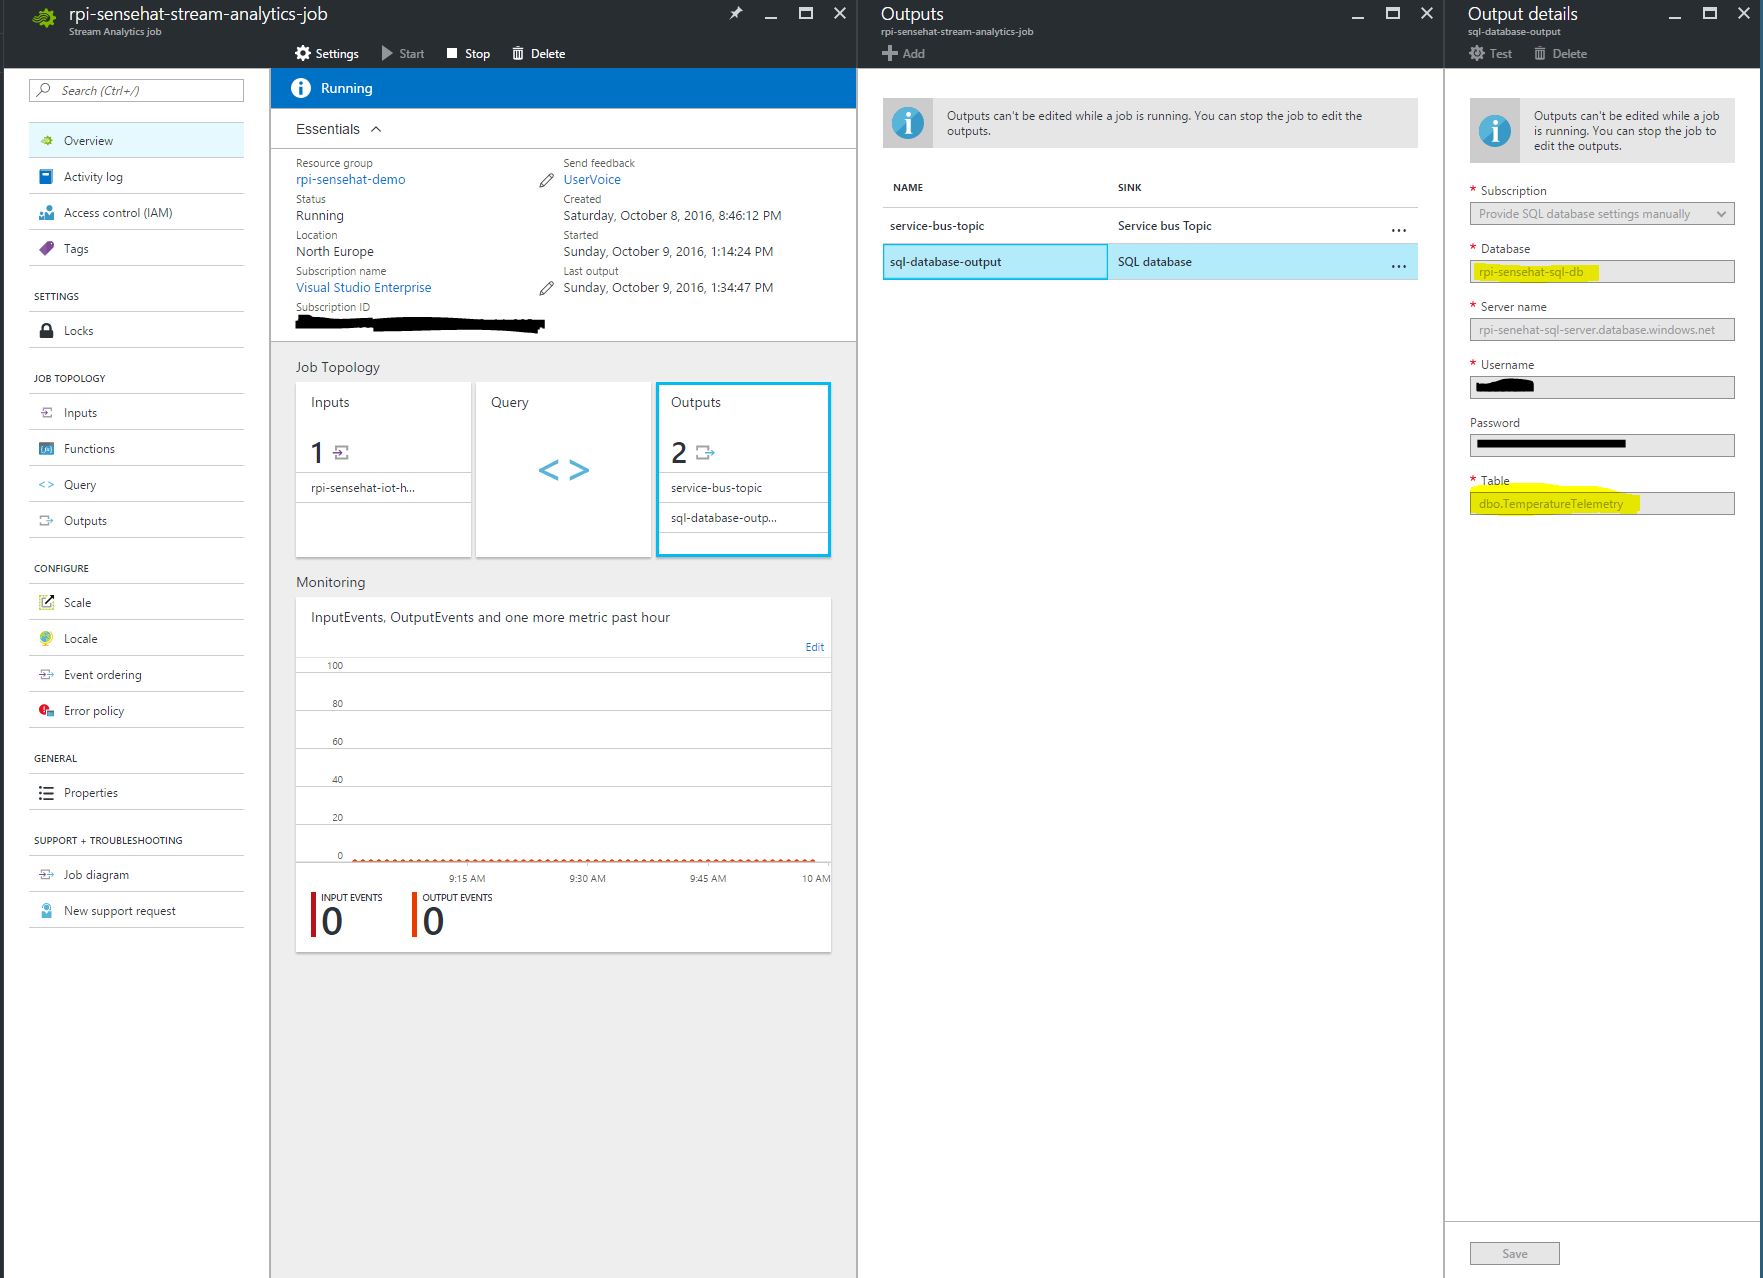 rpi-sensehat-stream-analytics-job
Stream Analytics job
Settings
Start
Stop
Delete
Search (Ctrl+/)
Overview
Activity log
Access control (IAM)
Tags
SETTINGS
Locks
JOB TOPOLOGY
Inputs
Functions
Query
Outputs
CONFIGURE
Scale
Locale
Event ordering
Error policy
GENERAL
Properties
SUPPORT + TROUBLESHOOTING
Job diagram
New support request
Running
Essentials
Resource group
rpi-sensehat-demo
Status
Running
Location
North Europe
Subscription name
Visual Studio Enterprise
Subscription ID
Send feedback
UserVoice
Created
Saturday, October 8, 2016, 8:46:12 PM
Started
Sunday, October 9, 2016, 1:14:24 PM
Last output
Sunday, October 9, 2016, 1:34:47 PM
Job Topology
Inputs
1
rpi-sensehat-iot-h...
Query
< >
Outputs
2
service-bus-topic
sql-database-outp...
Monitoring
InputEvents, OutputEvents and one more metric past hour
Edit
100
80
60
40
20
0
9:15 AM 9:30 AM 9:45 AM 10 AM
INPUT EVENTS
0
OUTPUT EVENTS
0
Outputs
rpi-sensehat-stream-analytics-job
Add
Outputs can't be edited while a job is running. You can stop the job to edit the
outputs.
NAME SINK
service-bus-topic Service bus Topic ...
sql-database-output SQL database ...
Output details
sql-database-output
Test
Delete
Outputs can't be edited while a job
is running. You can stop the job to
edit the outputs.
* Subscription
Provide SQL database settings manually
* Database
rpi-sensehat-sql-db
* Server name
rpi-senehat-sql-server.database.windows.net
* Username
Password
* Table
dbo.TemperatureTelemetry
Save